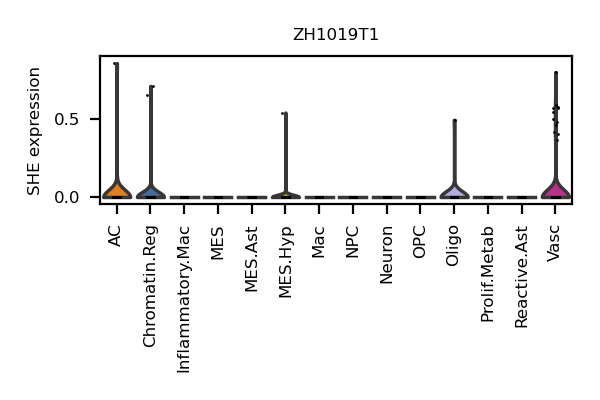 ZH1019T1
SHE expression
0.5
0.0
AC
Chromatin.Reg
Inflammatory.Mac
MES
MES.Ast
MES.Hyp
Mac
NPC
Neuron
OPC
Oligo
Prolif.Metab
Reactive.Ast
Vasc